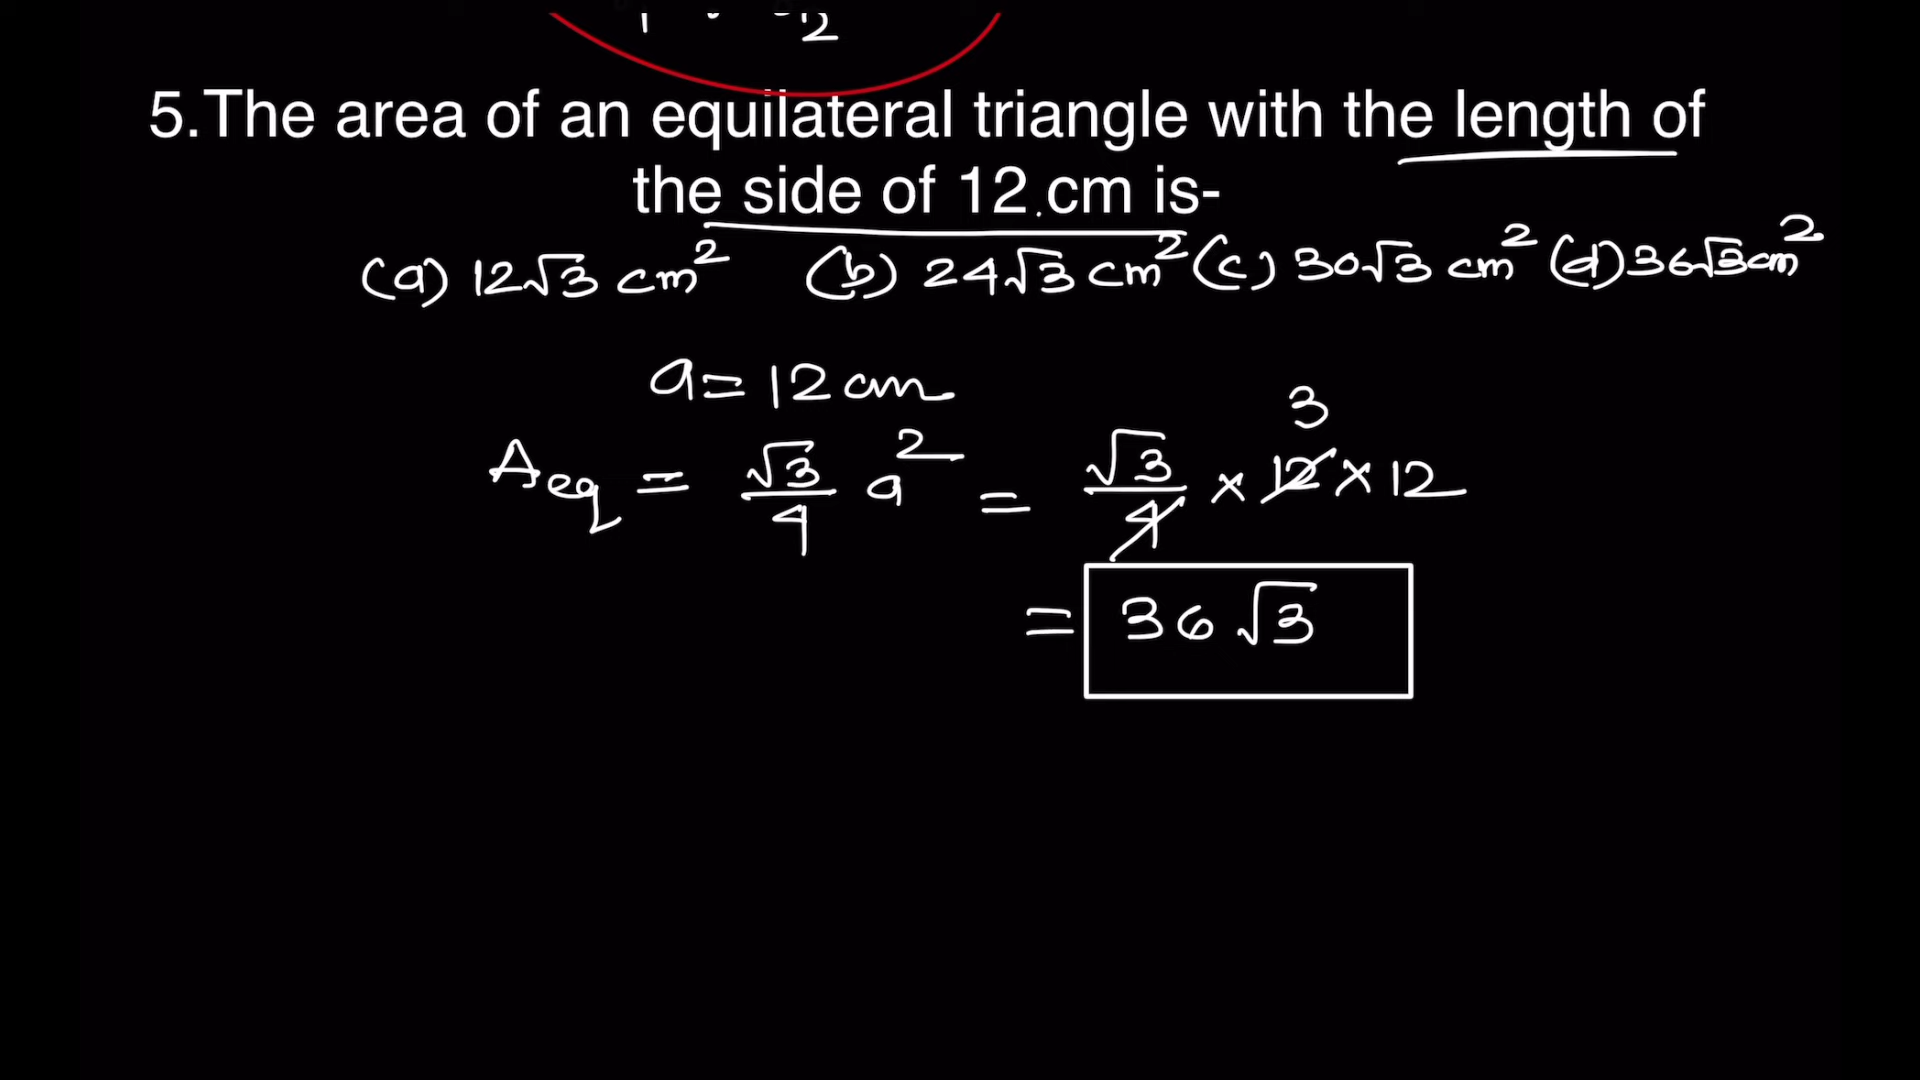 2
5.The area of an equilateral triangle with the length of
the side of 12.cm is-
(a) 12√3 cm² (b) 24√3 cm² (c) 30√3 cm² (d) 36√3 cm²
a = 12 cm
A eq = √3/4 a² = √3/4 × 12 × 12
3
= 36√3